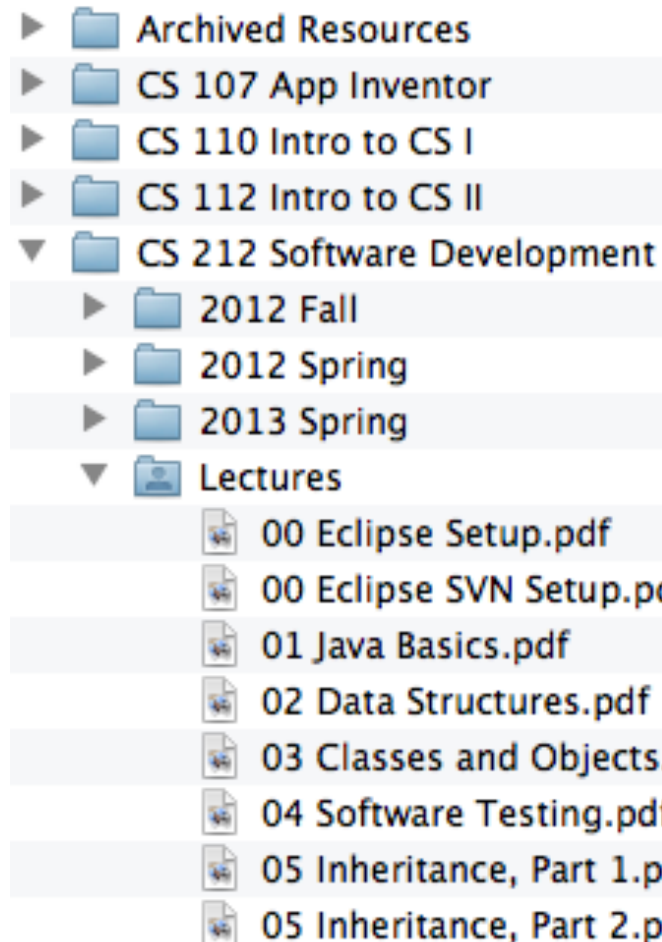 Archived Resources
CS 107 App Inventor
CS 110 Intro to CS I
CS 112 Intro to CS II
CS 212 Software Development
2012 Fall
2012 Spring
2013 Spring
Lectures
00 Eclipse Setup.pdf
00 Eclipse SVN Setup.p
01 Java Basics.pdf
02 Data Structures.pdf
03 Classes and Objects
04 Software Testing.pd
05 Inheritance, Part 1.p
05 Inheritance, Part 2.p